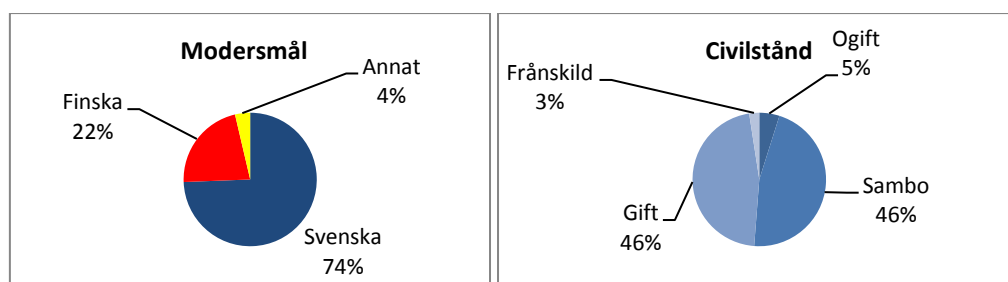 Modersmål
Annat
4%
Finska
22%
Svenska
74%
Civilstånd
Ogift
5%
Frånskild
3%
Sambo
46%
Gift
46%